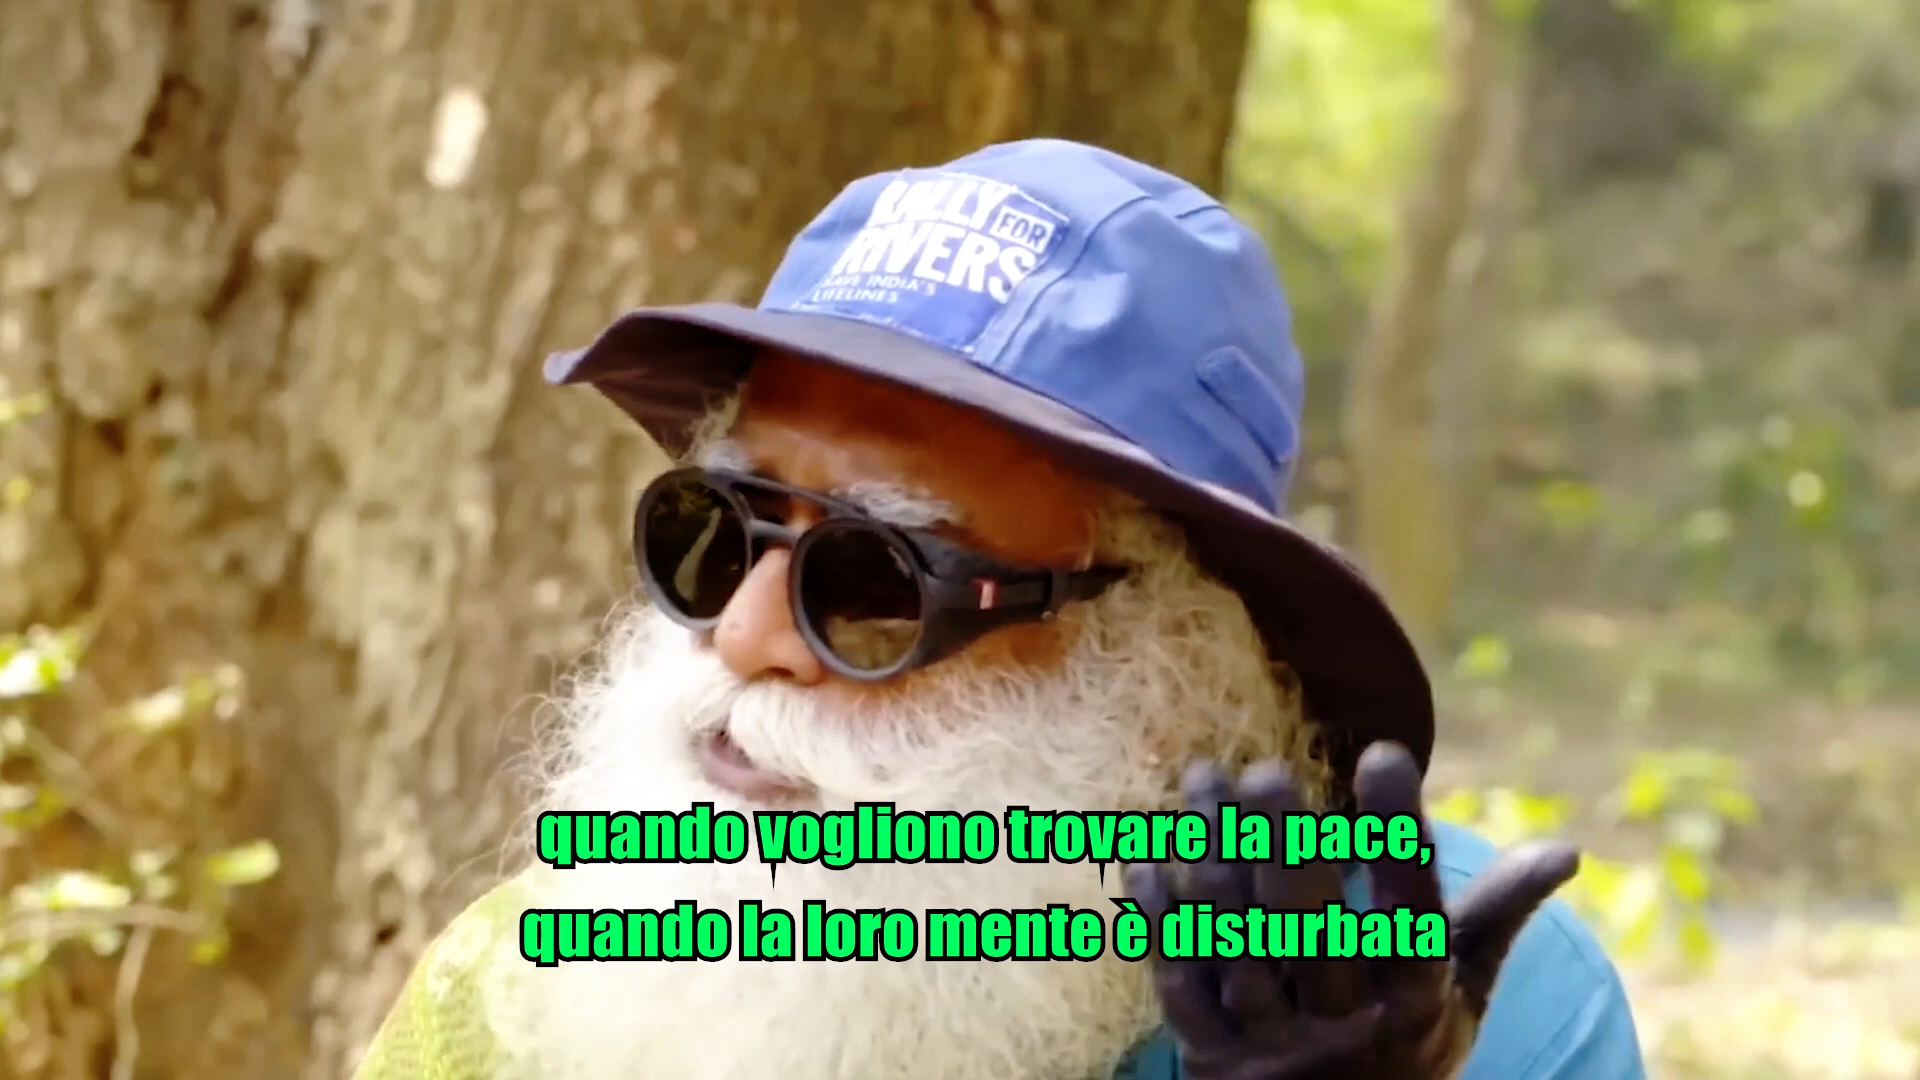 RALLY FOR
RIVERS
SAVE INDIA'S
LIFELINES
quando vogliono trovare la pace,
quando la loro mente è disturbata